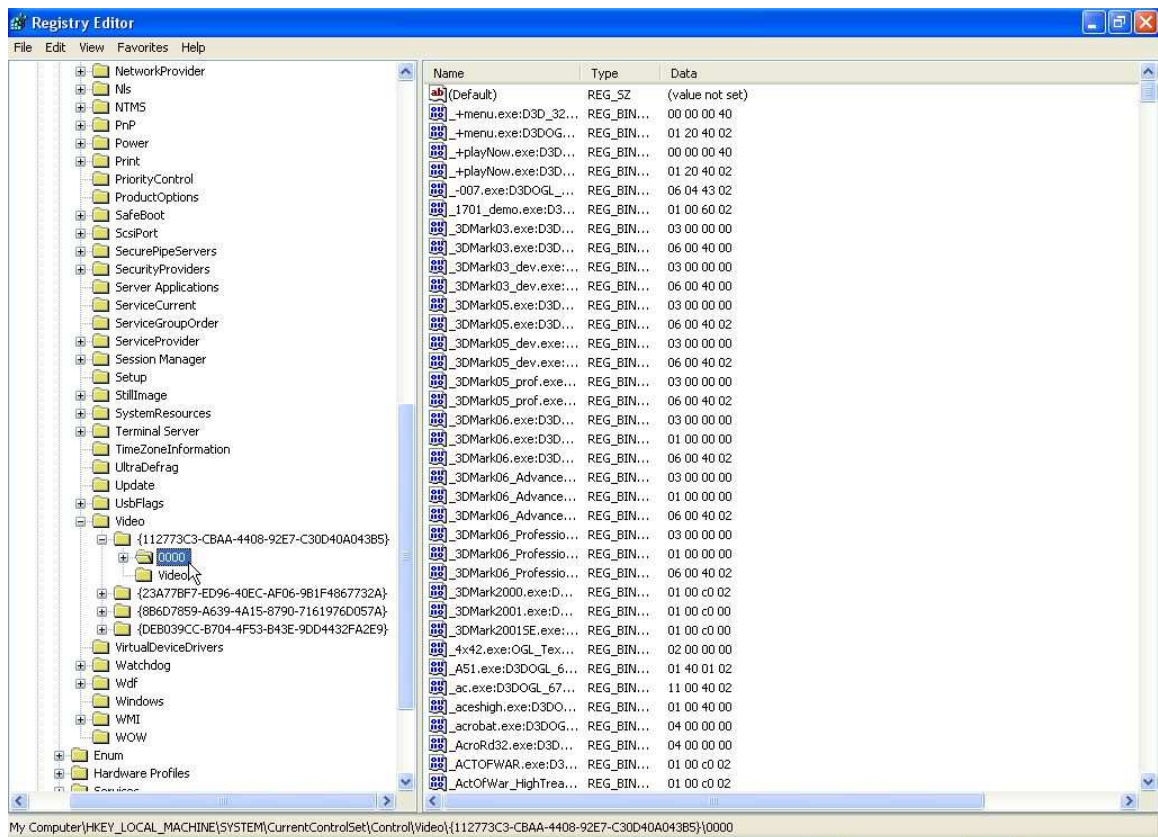 Registry Editor
File Edit View Favorites Help
NetworkProvider
Nls
NTMS
PnP
Power
Print
PriorityControl
ProductOptions
SafeBoot
ScsiPort
SecurePipeServers
SecurityProviders
Server Applications
ServiceCurrent
ServiceGroupOrder
ServiceProvider
Session Manager
Setup
StillImage
SystemResources
Terminal Server
TimeZoneInformation
UltraDefrag
Update
UsbFlags
Video
{112773C3-CBAA-4408-92E7-C30D40A043B5}
0000
Video
{23A77BF7-ED96-40EC-AF06-9B1F4867732A}
{8B6D7859-A639-4A15-8790-7161976D057A}
{DEB039CC-B704-4F53-B43E-9DD4432FA2E9}
VirtualDeviceDrivers
Watchdog
Wdf
Windows
WMI
WOW
Enum
Hardware Profiles
Services
Name Type Data
(Default) REG_SZ (value not set)
_+menu.exe:D3D_32... REG_BIN... 00 00 00 40
_+menu.exe:D3DOG... REG_BIN... 01 20 40 02
_+playNow.exe:D3D... REG_BIN... 00 00 00 40
_+playNow.exe:D3D... REG_BIN... 01 20 40 02
_-007.exe:D3DOGL_... REG_BIN... 06 04 43 02
_1701_demo.exe:D3... REG_BIN... 01 00 60 02
_3DMark03.exe:D3D... REG_BIN... 03 00 00 00
_3DMark03.exe:D3D... REG_BIN... 06 00 40 00
_3DMark03_dev.exe:... REG_BIN... 03 00 00 00
_3DMark03_dev.exe:... REG_BIN... 06 00 40 00
_3DMark05.exe:D3D... REG_BIN... 03 00 00 00
_3DMark05.exe:D3D... REG_BIN... 06 00 40 02
_3DMark05_dev.exe:... REG_BIN... 03 00 00 00
_3DMark05_dev.exe:... REG_BIN... 06 00 40 02
_3DMark05_prof.exe... REG_BIN... 03 00 00 00
_3DMark05_prof.exe... REG_BIN... 06 00 40 02
_3DMark06.exe:D3D... REG_BIN... 03 00 00 00
_3DMark06.exe:D3D... REG_BIN... 01 00 00 00
_3DMark06.exe:D3D... REG_BIN... 06 00 40 02
_3DMark06_Advance... REG_BIN... 03 00 00 00
_3DMark06_Advance... REG_BIN... 01 00 00 00
_3DMark06_Advance... REG_BIN... 06 00 40 02
_3DMark06_Professio... REG_BIN... 03 00 00 00
_3DMark06_Professio... REG_BIN... 01 00 00 00
_3DMark06_Professio... REG_BIN... 06 00 40 02
_3DMark2000.exe:D... REG_BIN... 01 00 c0 02
_3DMark2001.exe:D... REG_BIN... 01 00 c0 00
_3DMark2001SE.exe:... REG_BIN... 01 00 c0 00
_4x42.exe:OGL_Tex... REG_BIN... 02 00 00 00
_A51.exe:D3DOGL_6... REG_BIN... 01 40 01 02
_ac.exe:D3DOGL_67... REG_BIN... 11 00 40 02
_aceshigh.exe:D3DO... REG_BIN... 01 00 40 00
_acrobat.exe:D3DOG... REG_BIN... 04 00 00 00
_AcroRd32.exe:D3D... REG_BIN... 04 00 00 00
_ACTOFWAR.exe:D3... REG_BIN... 01 00 c0 02
_ActOfWar_HighTrea... REG_BIN... 01 00 c0 02
My Computer\HKEY_LOCAL_MACHINE\SYSTEM\CurrentControlSet\Control\Video\{112773C3-CBAA-4408-92E7-C30D40A043B5}\0000